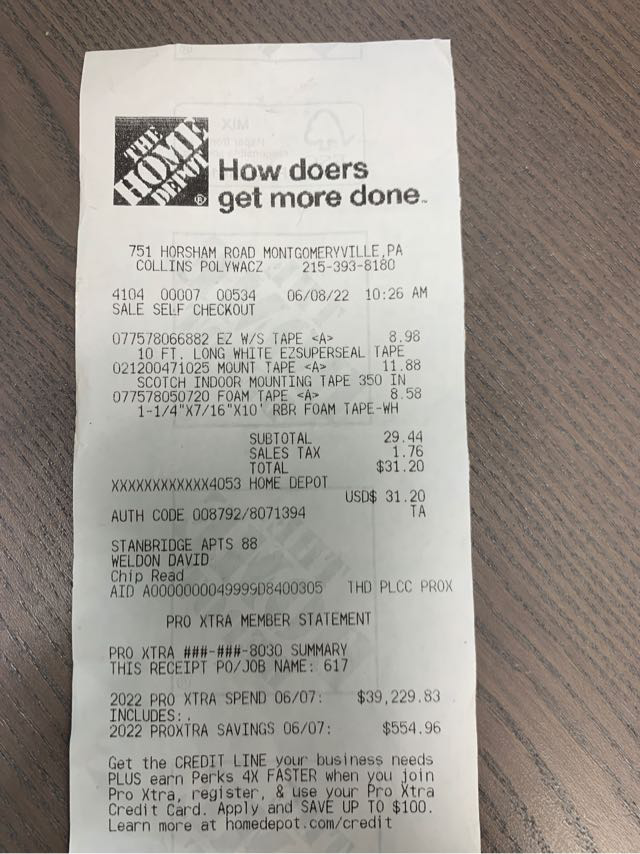 THE
HOME
DEPOT
®
How doers
get more done™
751 HORSHAM ROAD MONTGOMERYVILLE,PA
COLLINS POLYWACZ 215-393-8180
4104 00007 00534 06/08/22 10:26 AM
SALE SELF CHECKOUT
077578066882 EZ W/S TAPE <A> 8.98
10 FT. LONG WHITE EZSUPERSEAL TAPE
021200471025 MOUNT TAPE <A> 11.88
SCOTCH INDOOR MOUNTING TAPE 350 IN
077578050720 FOAM TAPE <A> 8.58
1-1/4"X7/16"X10' RBR FOAM TAPE-WH
SUBTOTAL 29.44
SALES TAX 1.76
TOTAL $31.20
XXXXXXXXXXXX4053 HOME DEPOT
USD$ 31.20
AUTH CODE 008792/8071394 TA
STANBRIDGE APTS 88
WELDON DAVID
Chip Read
AID A0000000049999D8400305 THD PLCC PROX
PRO XTRA MEMBER STATEMENT
PRO XTRA ###-###-8030 SUMMARY
THIS RECEIPT PO/JOB NAME: 617
2022 PRO XTRA SPEND 06/07: $39,229.83
INCLUDES:.
2022 PROXTRA SAVINGS 06/07: $554.96
Get the CREDIT LINE your business needs
PLUS earn Perks 4X FASTER when you join
Pro Xtra, register, & use your Pro Xtra
Credit Card. Apply and SAVE UP TO $100.
Learn more at homedepot.com/credit